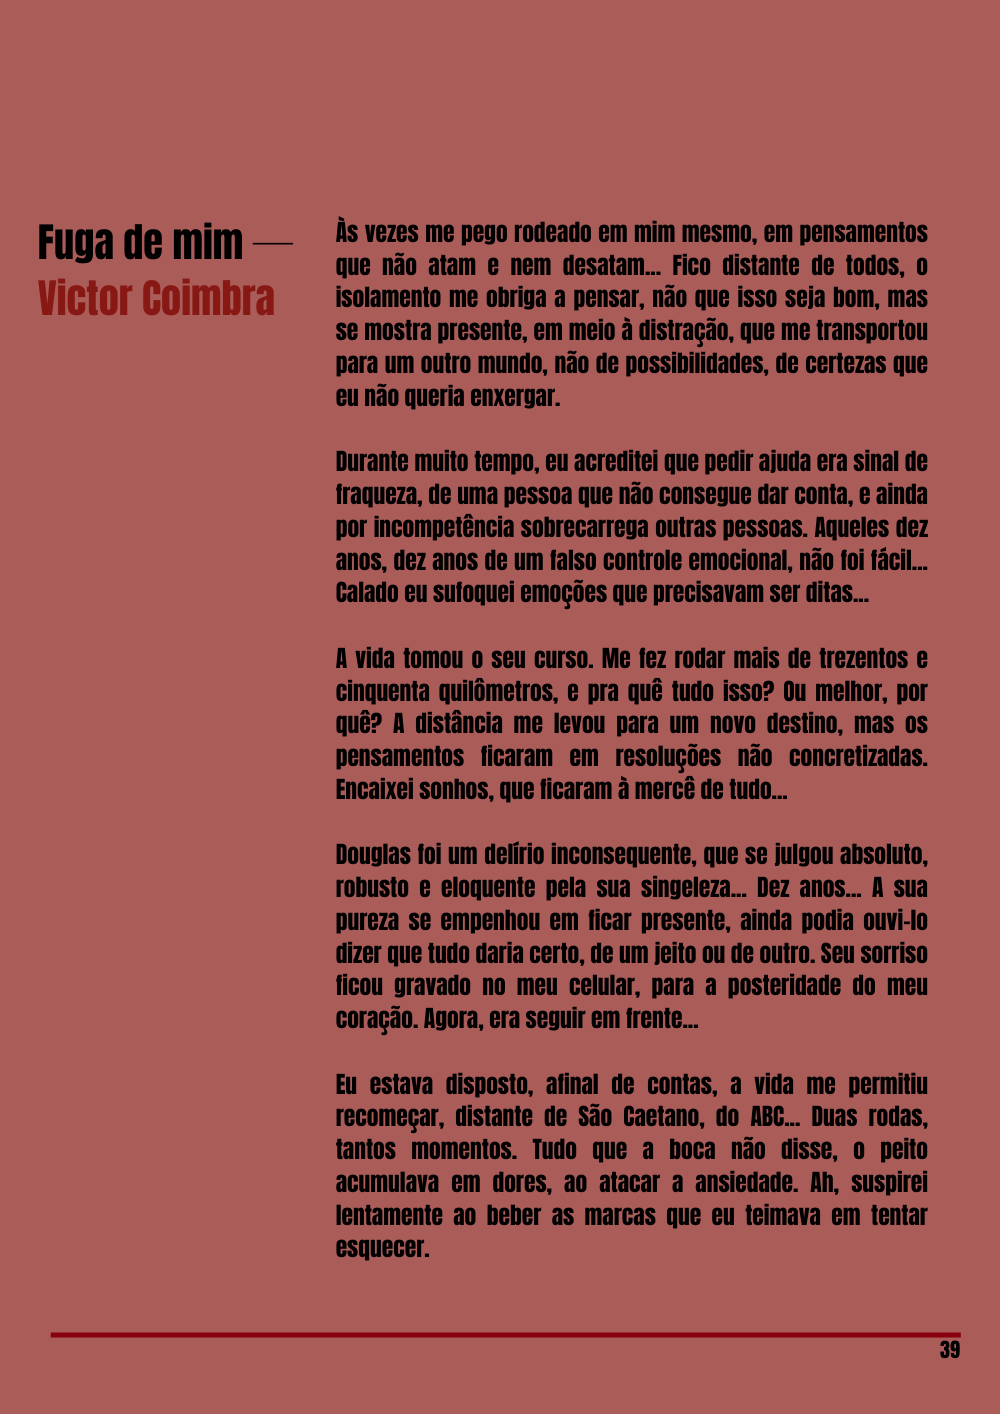 Fuga de mim —
Victor Coimbra
Às vezes me pego rodeado em mim mesmo, em pensamentos
que não atam e nem desatam... Fico distante de todos, o
isolamento me obriga a pensar, não que isso seja bom, mas
se mostra presente, em meio à distração, que me transportou
para um outro mundo, não de possibilidades, de certezas que
eu não queria enxergar.
Durante muito tempo, eu acreditei que pedir ajuda era sinal de
fraqueza, de uma pessoa que não consegue dar conta, e ainda
por incompetência sobrecarrega outras pessoas. Aqueles dez
anos, dez anos de um falso controle emocional, não foi fácil...
Calado eu sufoquei emoções que precisavam ser ditas...
A vida tomou o seu curso. Me fez rodar mais de trezentos e
cinquenta quilômetros, e pra quê tudo isso? Ou melhor, por
quê? A distância me levou para um novo destino, mas os
pensamentos ficaram em resoluções não concretizadas.
Encaixei sonhos, que ficaram à mercê de tudo...
Douglas foi um delírio inconsequente, que se julgou absoluto,
robusto e eloquente pela sua singeleza... Dez anos... A sua
pureza se empenhou em ficar presente, ainda podia ouvi-lo
dizer que tudo daria certo, de um jeito ou de outro. Seu sorriso
ficou gravado no meu celular, para a posteridade do meu
coração. Agora, era seguir em frente...
Eu estava disposto, afinal de contas, a vida me permitiu
recomeçar, distante de São Caetano, do ABC... Duas rodas,
tantos momentos. Tudo que a boca não disse, o peito
acumulava em dores, ao atacar a ansiedade. Ah, suspirei
lentamente ao beber as marcas que eu teimava em tentar
esquecer.
39